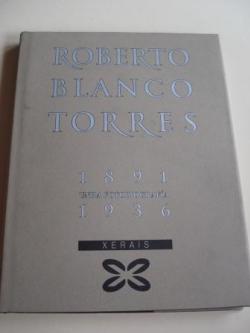 ROBERTO
BLANCO
TORRES
1891
UNHA FOTOBIOGRAFÍA
1936
XERAIS